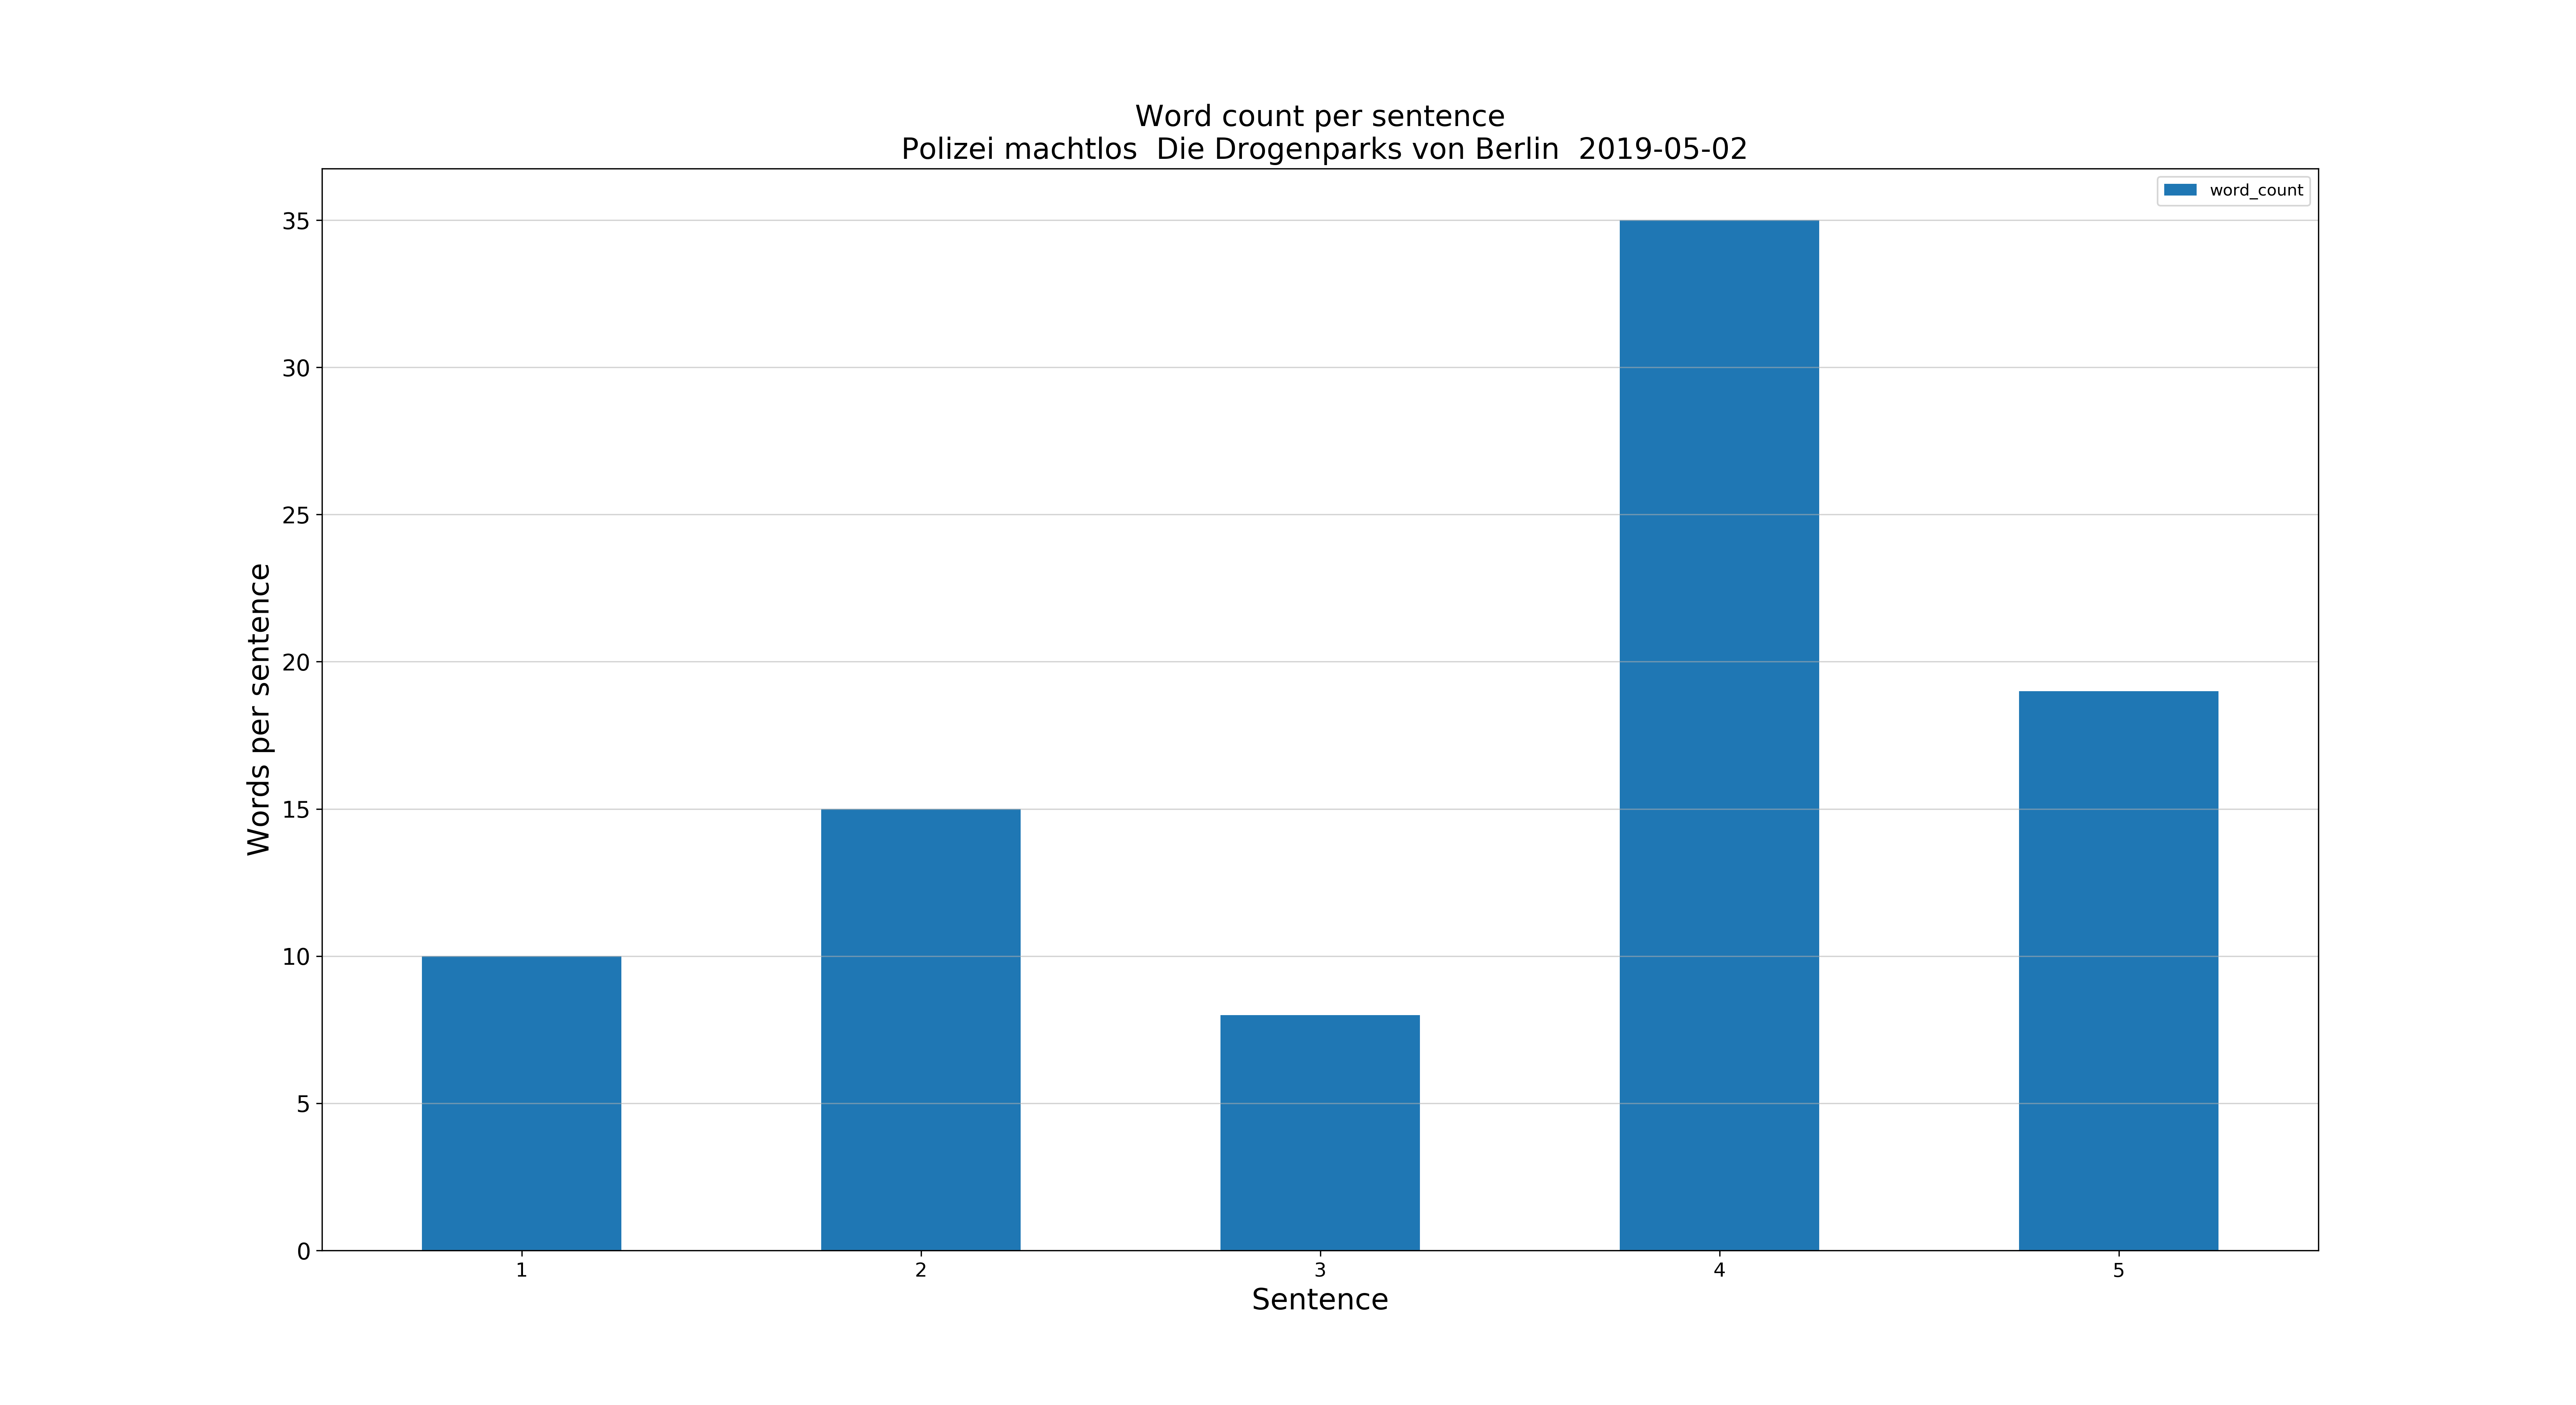 Word count per sentence
Polizei machtlos  Die Drogenparks von Berlin  2019-05-02
word_count
35
30
25
20
15
10
5
0
Words per sentence
1 2 3 4 5
Sentence